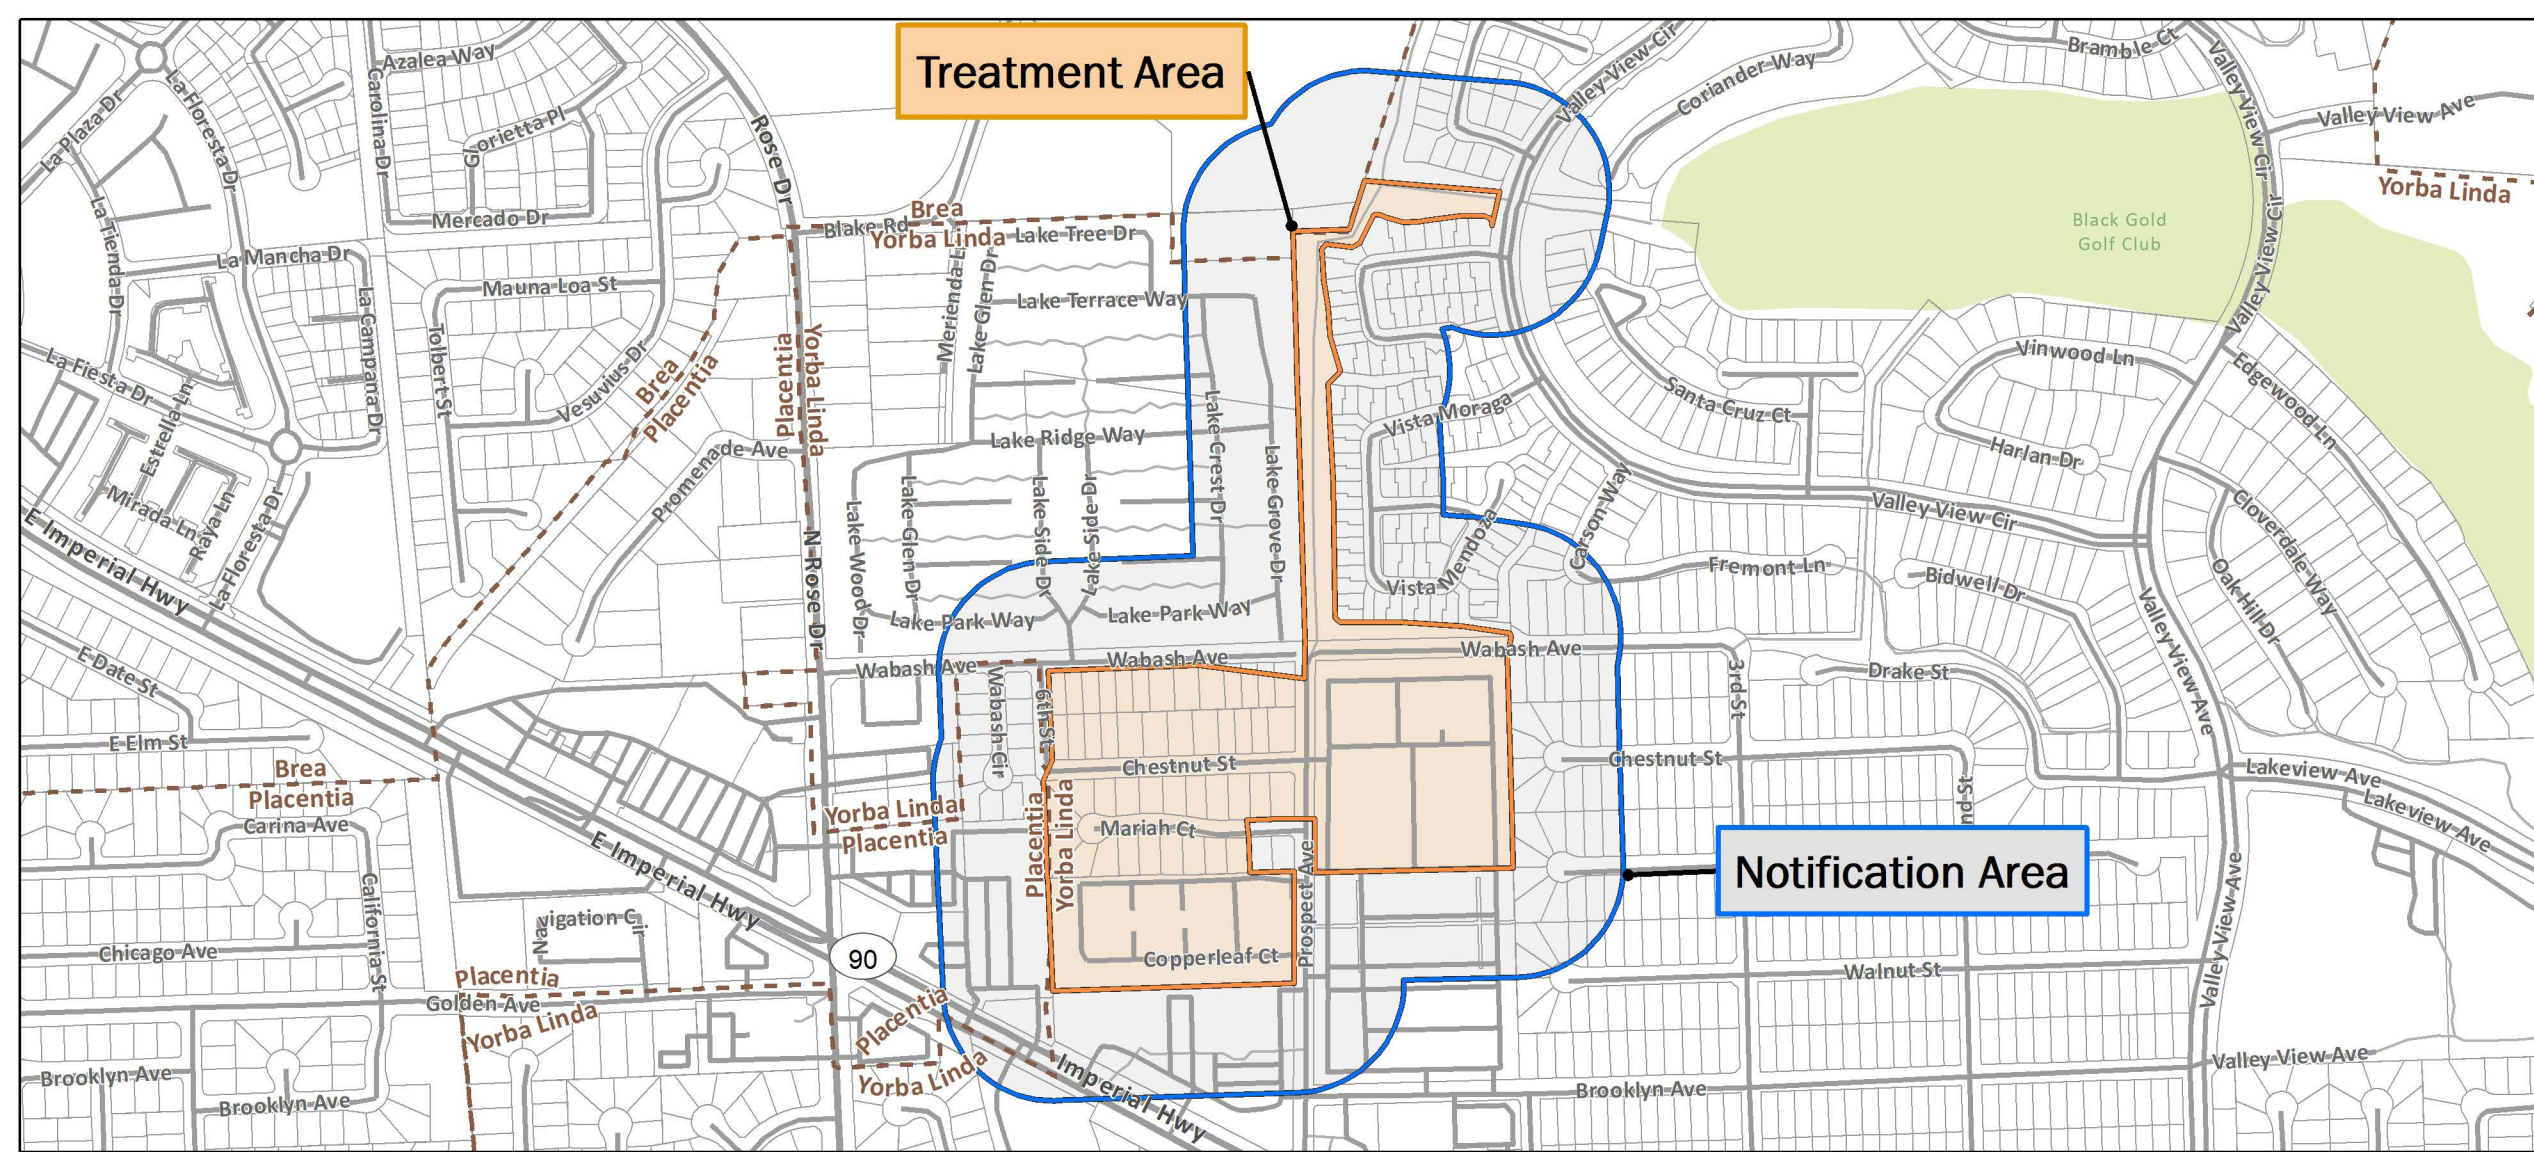 Treatment Area
Notification Area
Azalea Way
La Plaza Dr
La Floresta Dr
Carolina Dr
Glorietta Pl
Rose Dr
Valley View Cir
Coriander Way
Bramble Ct
Valley View Cir
Valley View Ave
Yorba Linda
La Tienda Dr
Mercado Dr
Blake Rd
Brea
Yorba Linda
Lake Tree Dr
Black Gold
Golf Club
Valley View Cir
La Mancha Dr
Mauna Loa St
Merienda Ln
Lake Glen Dr
Lake Terrace Way
La Campana Dr
Tolbert St
Placentia
Yorba Linda
La Fiesta Dr
Estrella Ln
Vesuvius Dr
Brea
Placentia
Vinwood Ln
Edgewood Ln
Santa Cruz Ct
Vista Moraga
Lake Crest Dr
Lake Ridge Way
Lake Grove Dr
Promenade Ave
Harlan Dr
Mirada Ln
Raya Ln
La Floresta Dr
E Imperial Hwy
Lake Wood Dr
Lake Glen Dr
Lake Side Dr
Lake Side Dr
Carson Way
Valley View Cir
Cloverdale Way
N Rose Dr
Vista Mendoza
Fremont Ln
Bidwell Dr
Oak Hill Dr
Valley View Ave
Lake Park Way
Lake Park Way
E Date St
Wabash Ave
Wabash Ave
Wabash Ave
Drake St
3rd St
Wabash Cir
6th St
E Elm St
Chestnut St
Chestnut St
Lakeview Ave
Lakeview Ave
nd St
Brea
Placentia
Carina Ave
Yorba Linda
Placentia
Placentia
Yorba Linda
Mariah Ct
E Imperial Hwy
Prospect Ave
California St
Navigation Cir
Chicago Ave
90
Copperleaf Ct
Walnut St
Valley View Ave
Placentia
Golden Ave
Yorba Linda
Placentia
Yorba Linda
Brooklyn Ave
Brooklyn Ave
Imperial Hwy
Brooklyn Ave
Valley View Ave